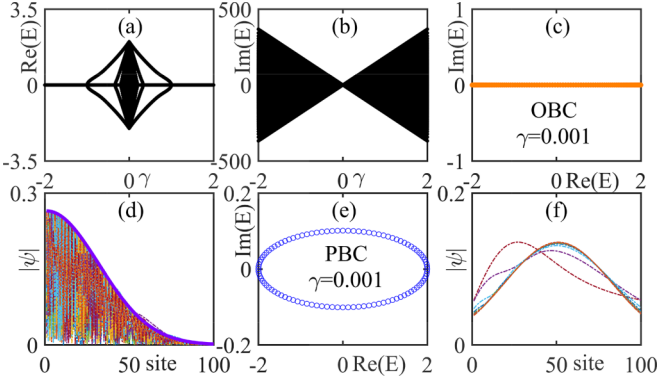 3.5
Re(E)
0
-3.5
(a)
-2
0 γ
2
500
Im(E)
0
-500
(b)
-2
0
γ
2
1
Im(E)
0
-1
(c)
OBC
γ=0.001
-2
0 Re(E)
2
0.3
|ψ|
0
(d)
0
50 site
100
0.2
Im(E)
0
-0.2
(e)
PBC
γ=0.001
-2
0 Re(E)
2
0.2
|ψ|
0
(f)
0
50 site
100